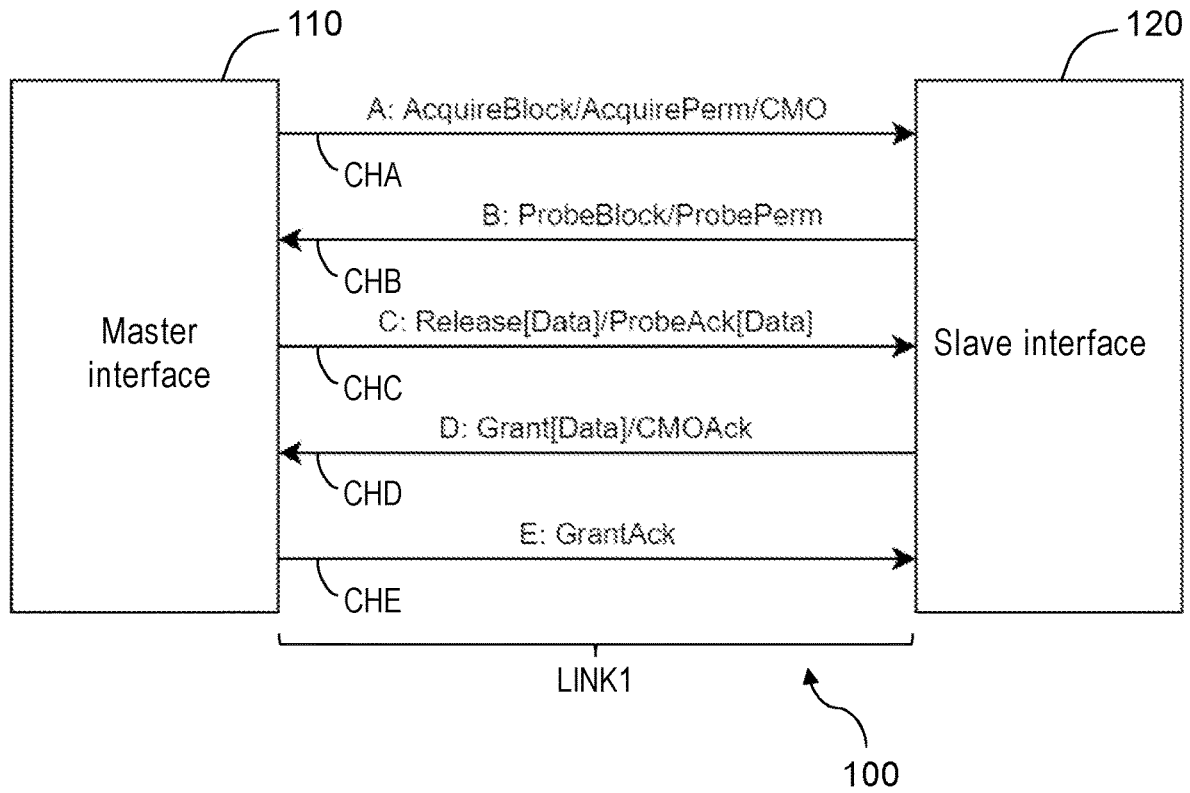 110
120
A: AcquireBlock/AcquirePerm/CMO
CHA
B: ProbeBlock/ProbePerm
CHB
Master
interface
C: Release[Data]/ProbeAck[Data]
Slave interface
CHC
D: Grant[Data]/CMOAck
CHD
E: GrantAck
CHE
LINK1
100